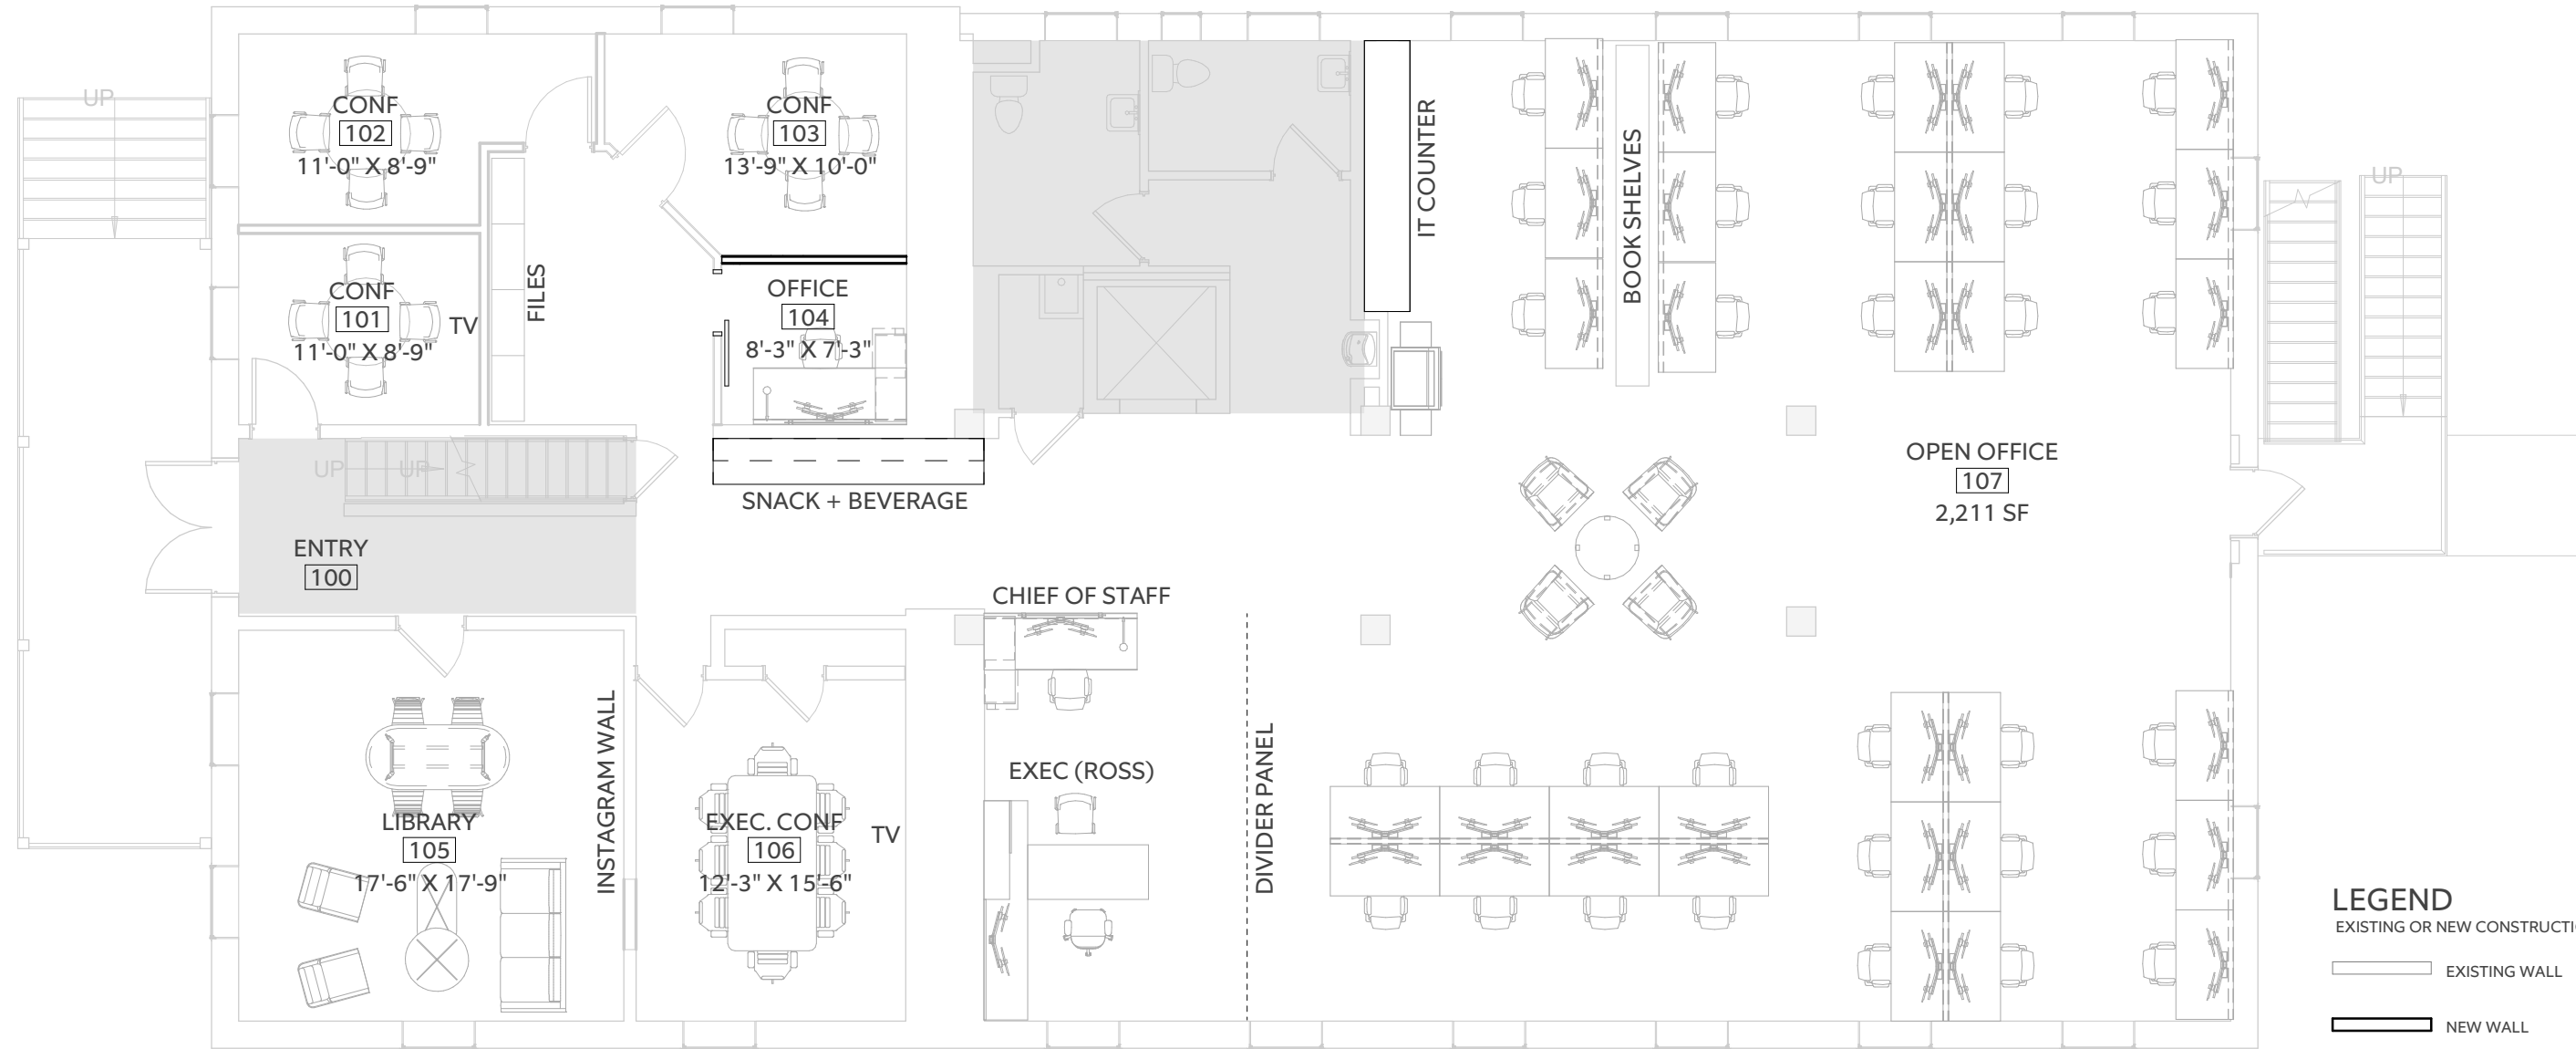 UP
CONF
102
11'-0" X 8'-9"
CONF
103
13'-9" X 10'-0"
IT COUNTER
BOOK SHELVES
UP
CONF
101
11'-0" X 8'-9"
TV
FILES
OFFICE
104
8'-3" X 7'-3"
UP
UP
SNACK + BEVERAGE
OPEN OFFICE
107
2,211 SF
ENTRY
100
CHIEF OF STAFF
INSTAGRAM WALL
DIVIDER PANEL
EXEC (ROSS)
LIBRARY
105
17'-6" X 17'-9"
EXEC. CONF
106
12'-3" X 15'-6"
TV
LEGEND
EXISTING OR NEW CONSTRUCTI
EXISTING WALL
NEW WALL